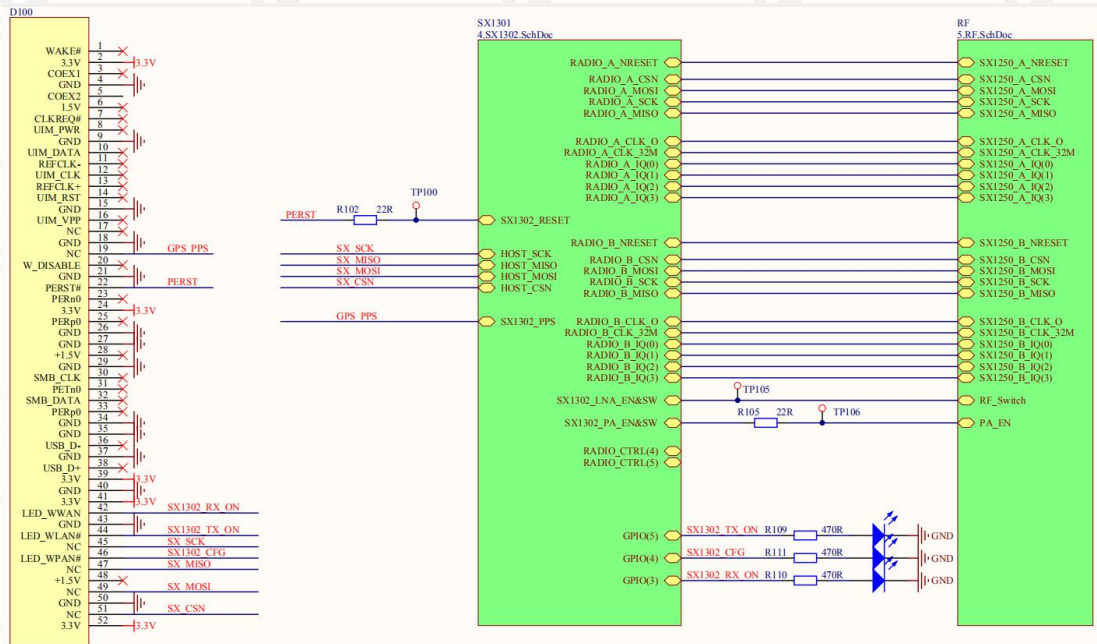 D100
WAKE# 1
3.3V 2 3.3V
COEX1 3
GND 4
COEX2 5
1.5V 6
CLKREQ# 7
UIM_PWR 8
GND 9
UIM_DATA 10
REFCLK- 11
UIM_CLK 12
REFCLK+ 13
UIM_RST 14
GND 15
UIM_VPP 16
NC 17
GND 18
NC 19 GPS_PPS
W_DISABLE 20
GND 21
PERST# 22 PERST
PERn0 23
3.3V 24 3.3V
PERp0 25
GND 26
GND 27
+1.5V 28
GND 29
SMB_CLK 30
PETn0 31
SMB_DATA 32
PERp0 33
GND 34
GND 35
USB_D- 36
GND 37
USB_D+ 38
3.3V 39 3.3V
GND 40
3.3V 41 3.3V
LED_WWAN 42 SX1302_RX_ON
GND 43
LED_WLAN# 44 SX1302_TX_ON
NC 45 SX_SCK
LED_WPAN# 46 SX1302_CFG
NC 47 SX_MISO
+1.5V 48
NC 49 SX_MOSI
GND 50
NC 51 SX_CSN
3.3V 52 3.3V
PERST R102 22R TP100
SX_SCK
SX_MISO
SX_MOSI
SX_CSN
GPS_PPS
SX1301
4.SX1302.SchDoc
SX1302_RESET
HOST_SCK
HOST_MISO
HOST_MOSI
HOST_CSN
SX1302_PPS
RADIO_A_NRESET
RADIO_A_CSN
RADIO_A_MOSI
RADIO_A_SCK
RADIO_A_MISO
RADIO_A_CLK_O
RADIO_A_CLK_32M
RADIO_A_IQ(0)
RADIO_A_IQ(1)
RADIO_A_IQ(2)
RADIO_A_IQ(3)
RADIO_B_NRESET
RADIO_B_CSN
RADIO_B_MOSI
RADIO_B_SCK
RADIO_B_MISO
RADIO_B_CLK_O
RADIO_B_CLK_32M
RADIO_B_IQ(0)
RADIO_B_IQ(1)
RADIO_B_IQ(2)
RADIO_B_IQ(3)
SX1302_LNA_EN&SW
SX1302_PA_EN&SW
RADIO_CTRL(4)
RADIO_CTRL(5)
GPIO(5) SX1302_TX_ON R109 470R GND
GPIO(4) SX1302_CFG R111 470R GND
GPIO(3) SX1302_RX_ON R110 470R GND
TP105
R105 22R TP106
RF
5.RF.SchDoc
SX1250_A_NRESET
SX1250_A_CSN
SX1250_A_MOSI
SX1250_A_SCK
SX1250_A_MISO
SX1250_A_CLK_O
SX1250_A_CLK_32M
SX1250_A_IQ(0)
SX1250_A_IQ(1)
SX1250_A_IQ(2)
SX1250_A_IQ(3)
SX1250_B_NRESET
SX1250_B_CSN
SX1250_B_MOSI
SX1250_B_SCK
SX1250_B_MISO
SX1250_B_CLK_O
SX1250_B_CLK_32M
SX1250_B_IQ(0)
SX1250_B_IQ(1)
SX1250_B_IQ(2)
SX1250_B_IQ(3)
RF_Switch
PA_EN